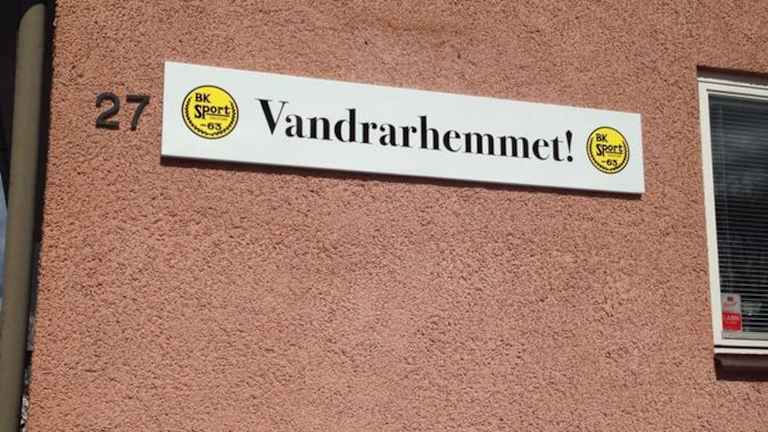 27
BK
Sport
-63
Vandrarhemmet!
BK
Sport
-63